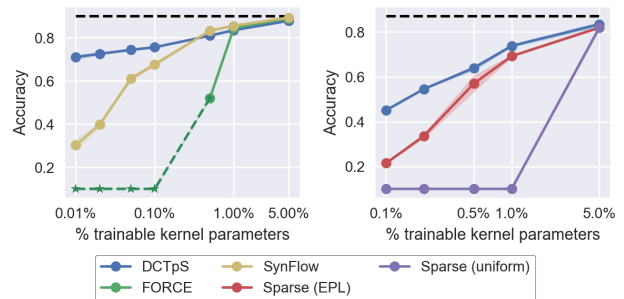 Accuracy
0.8
0.6
0.4
0.2
0.01%
0.10%
1.00%
5.00%
% trainable kernel parameters
Accuracy
0.8
0.6
0.4
0.2
0.1%
0.5%
1.0%
5.0%
% trainable kernel parameters
DCTpS
SynFlow
Sparse (uniform)
FORCE
Sparse (EPL)